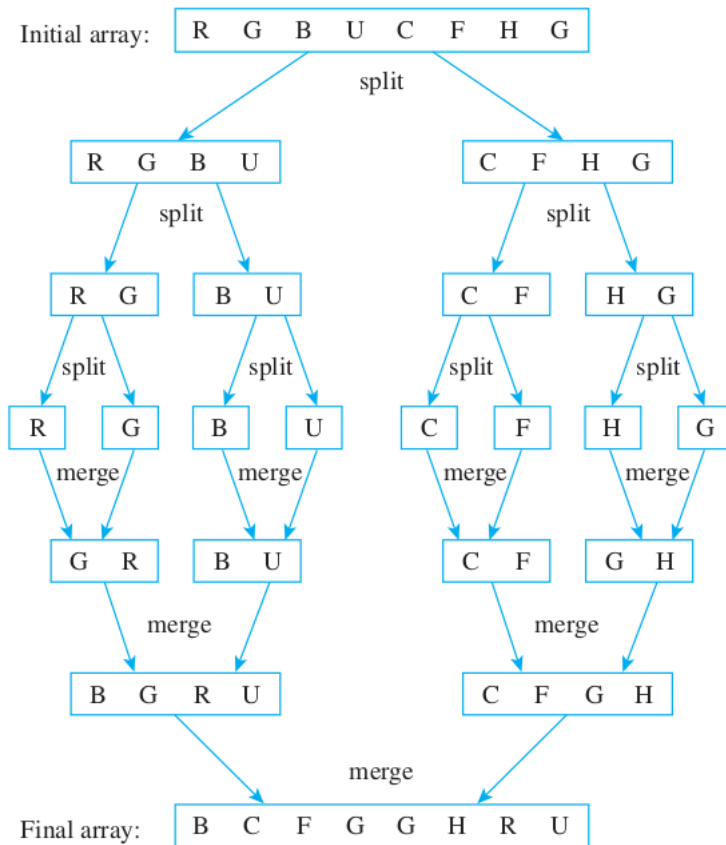 Initial array: R G B U C F H G
split
R G B U C F H G
split split
R G B U C F H G
split split split split
R G B U C F H G
merge merge merge merge
G R B U C F G H
merge merge
B G R U C F G H
merge
Final array: B C F G G H R U